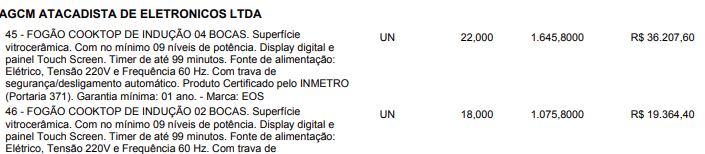 AGCM ATACADISTA DE ELETRONICOS LTDA
45 - FOGÃO COOKTOP DE INDUÇÃO 04 BOCAS. Superfície UN 22,000 1.645,8000 R$ 36.207,60
vitrocerâmica. Com no mínimo 09 níveis de potência. Display digital e
painel Touch Screen. Timer de até 99 minutos. Fonte de alimentação:
Elétrico, Tensão 220V e Frequência 60 Hz. Com trava de
segurança/desligamento automático. Produto Certificado pelo INMETRO
(Portaria 371). Garantia mínima: 01 ano. - Marca: EOS
46 - FOGÃO COOKTOP DE INDUÇÃO 02 BOCAS. Superfície UN 18,000 1.075,8000 R$ 19.364,40
vitrocerâmica. Com no mínimo 09 níveis de potência. Display digital e
painel Touch Screen. Timer de até 99 minutos. Fonte de alimentação:
Elétrico, Tensão 220V e Frequência 60 Hz. Com trava de